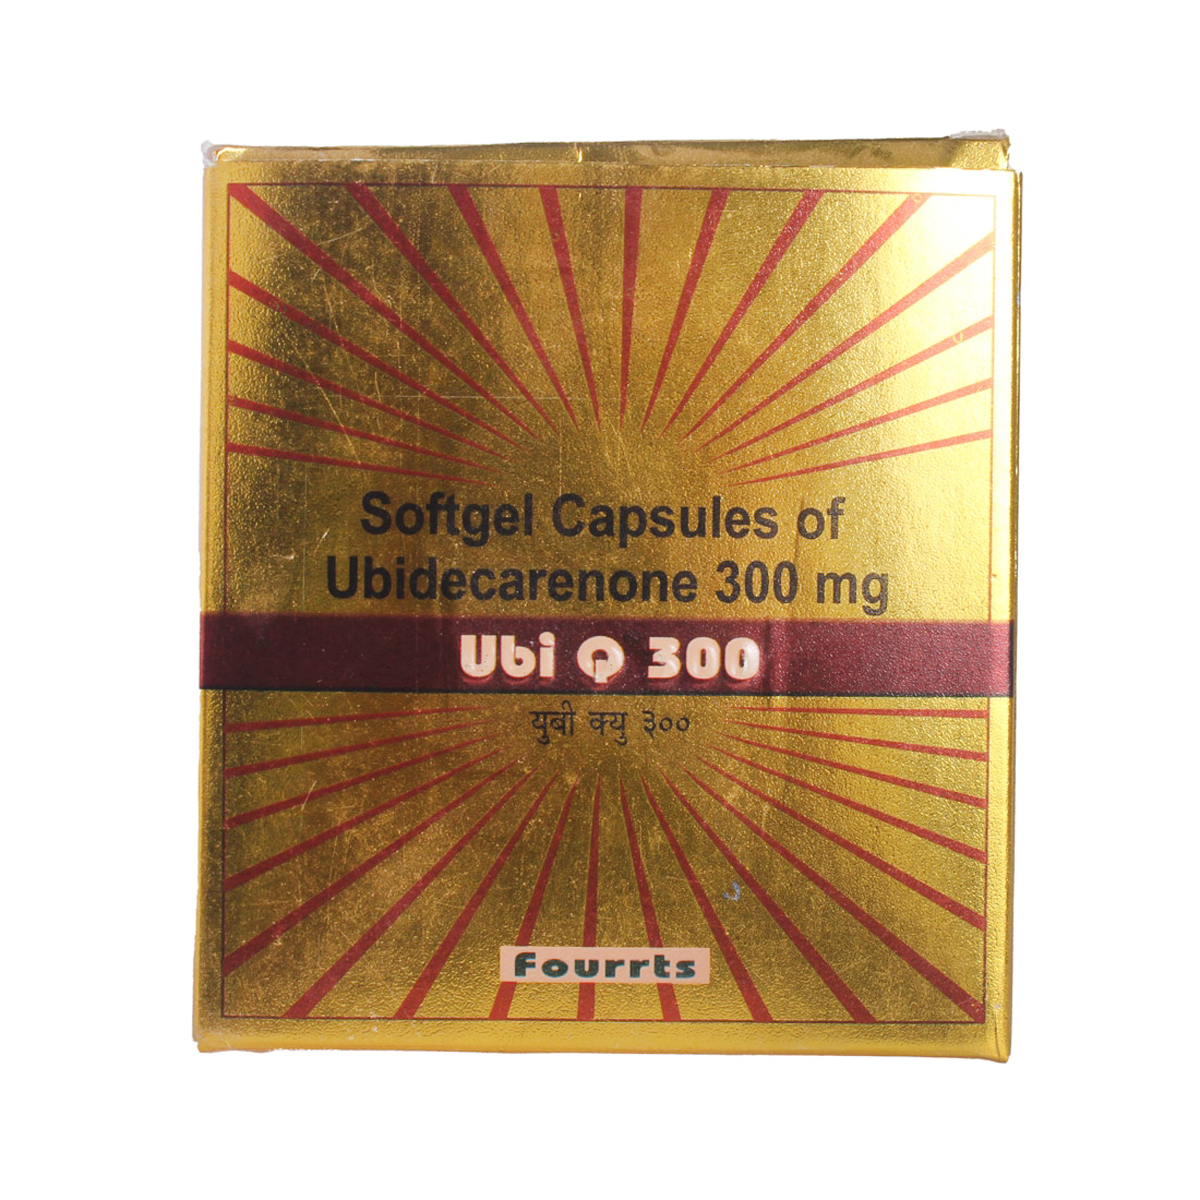 Softgel Capsules of
Ubidecarenone 300 mg
Ubi Q 300
युबी क्यु ३००
Fourrts